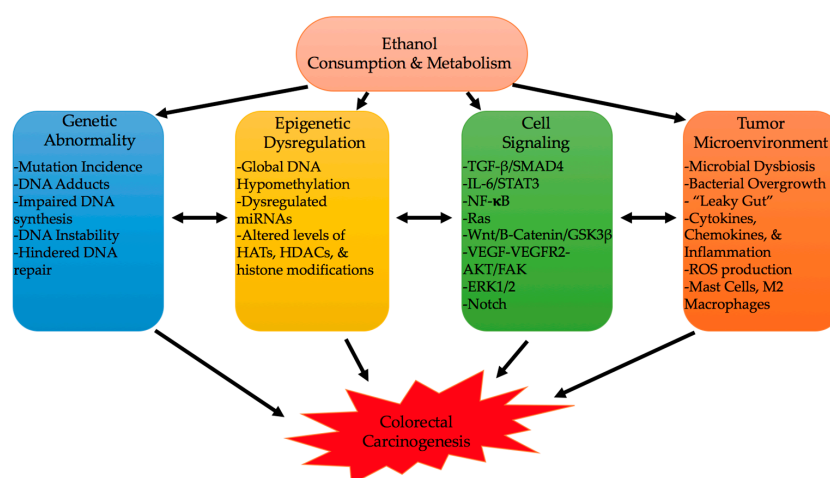 Ethanol
Consumption & Metabolism
Genetic
Abnormality
-Mutation Incidence
-DNA Adducts
-Impaired DNA
synthesis
-DNA Instability
-Hindered DNA
repair
Epigenetic
Dysregulation
-Global DNA
Hypomethylation
-Dysregulated
miRNAs
-Altered levels of
HATs, HDACs, &
histone modifications
Cell
Signaling
-TGF-β/SMAD4
-IL-6/STAT3
-NF-κB
-Ras
-Wnt/B-Catenin/GSK3β
-VEGF-VEGFR2-
AKT/FAK
-ERK1/2
-Notch
Tumor
Microenvironment
-Microbial Dysbiosis
-Bacterial Overgrowth
- “Leaky Gut”
-Cytokines,
Chemokines, &
Inflammation
-ROS production
-Mast Cells, M2
Macrophages
Colorectal
Carcinogenesis